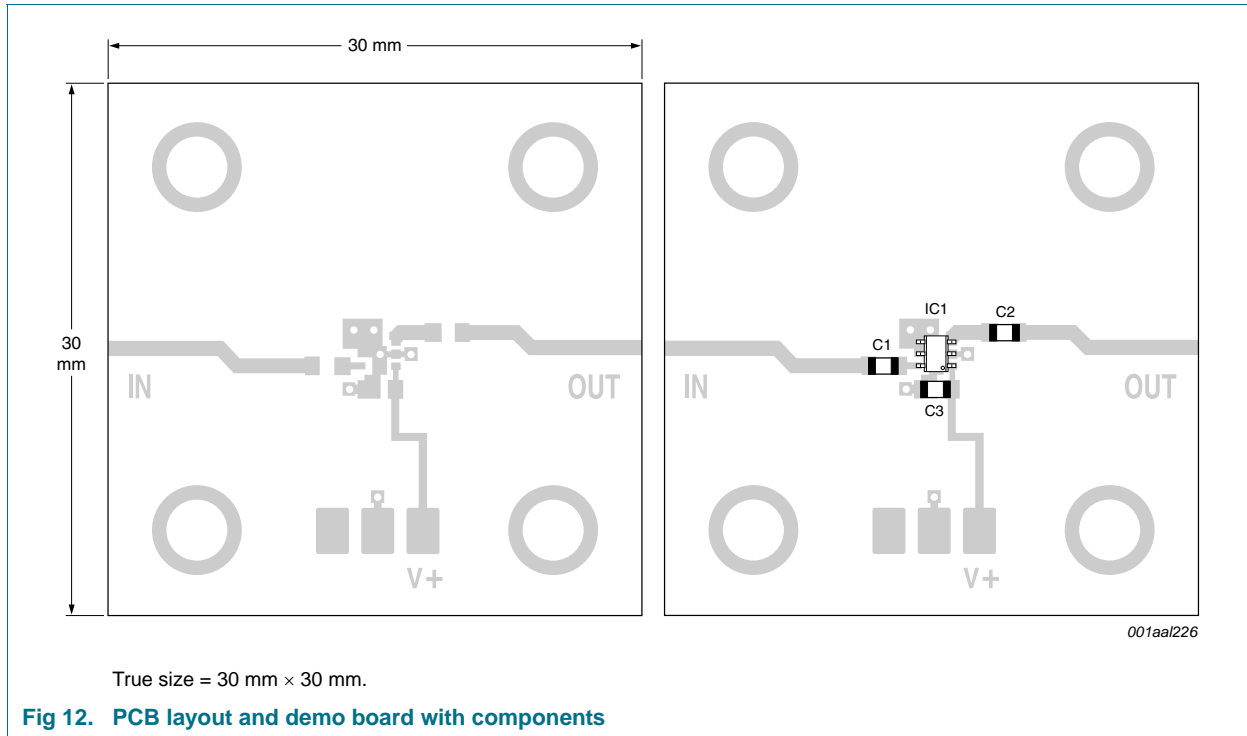 30 mm
30
mm
IN
OUT
V+
IC1
C2
C1
C3
IN
OUT
V+
001aal226
True size = 30 mm × 30 mm.
Fig 12. PCB layout and demo board with components